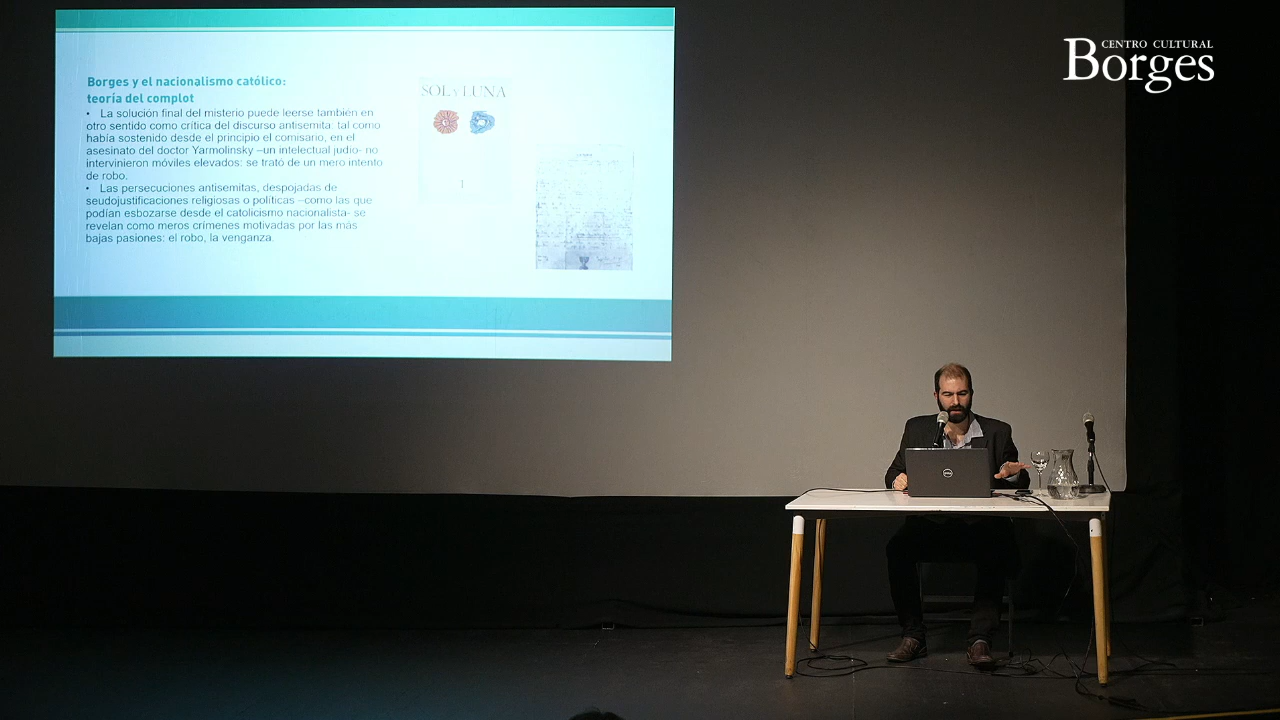 Borges y el nacionalismo católico:
teoría del complot
• La solución final del misterio puede leerse también en
otro sentido como crítica del discurso antisemita: tal como
había sostenido desde el principio el comisario, en el
asesinato del doctor Yarmolinsky –un intelectual judío- no
intervinieron móviles elevados: se trató de un mero intento
de robo.
• Las persecuciones antisemitas, despojadas de
seudojustificaciones religiosas o políticas –como las que
podían esbozarse desde el catolicismo nacionalista- se
revelan como meros crímenes motivadas por las más
bajas pasiones: el robo, la venganza.
SOL Y LUNA
1
CENTRO CULTURAL
Borges
DELL